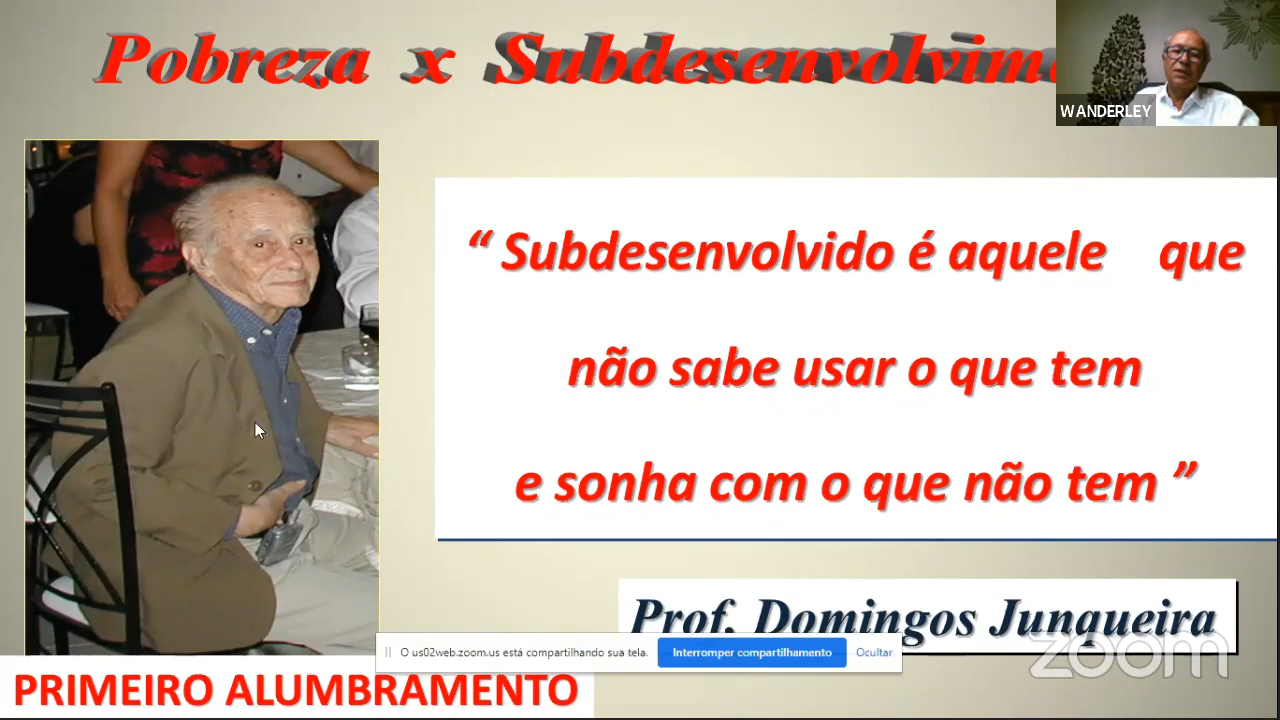 Pobreza x Subdesenvolvim
WANDERLEY
“ Subdesenvolvido é aquele que
não sabe usar o que tem
e sonha com o que não tem ”
Prof. Domingos Junqueira
zoom
O us02web.zoom.us está compartilhando sua tela.
Interromper compartilhamento
Ocultar
PRIMEIRO ALUMBRAMENTO